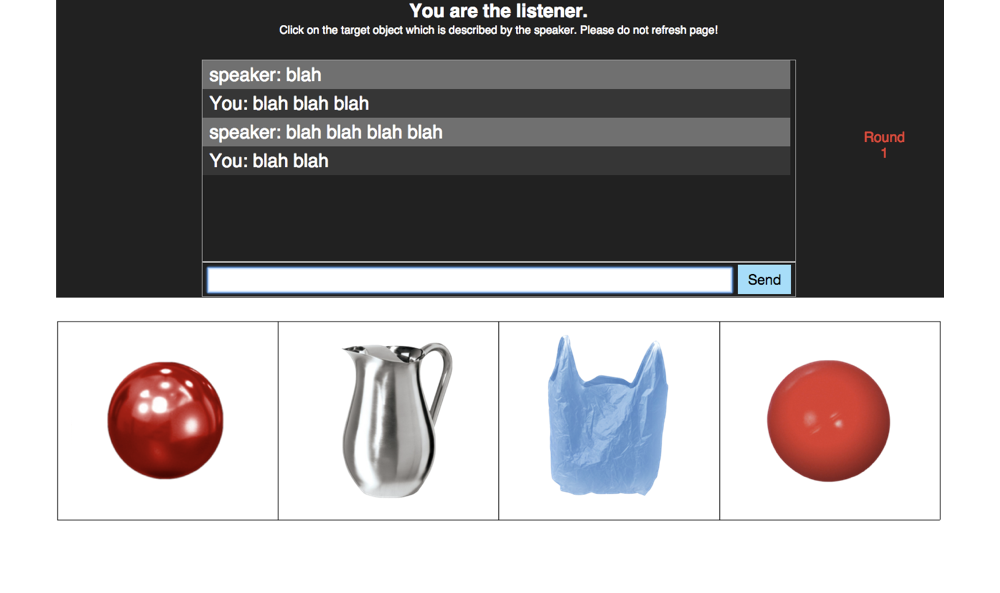 You are the listener.
Click on the target object which is described by the speaker. Please do not refresh page!
speaker: blah
You: blah blah blah
speaker: blah blah blah blah
You: blah blah
Round
1
Send